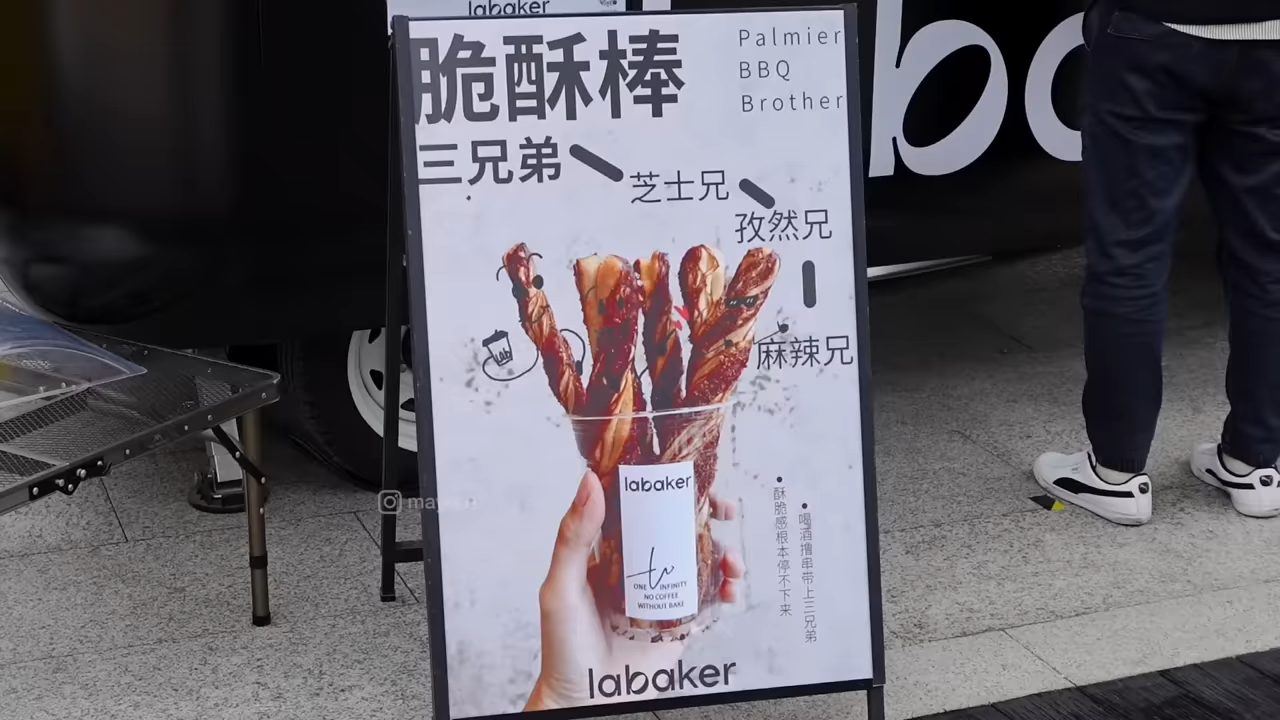 labaker
脆酥棒
Palmier
BBQ
Brother
三兄弟
芝士兄
孜然兄
麻辣兄
Lab
labaker
ONE INFINITY
NO COFFEE
WITHOUT BAKE
酥脆感根本停不下来
喝酒撸串带上三兄弟
labaker